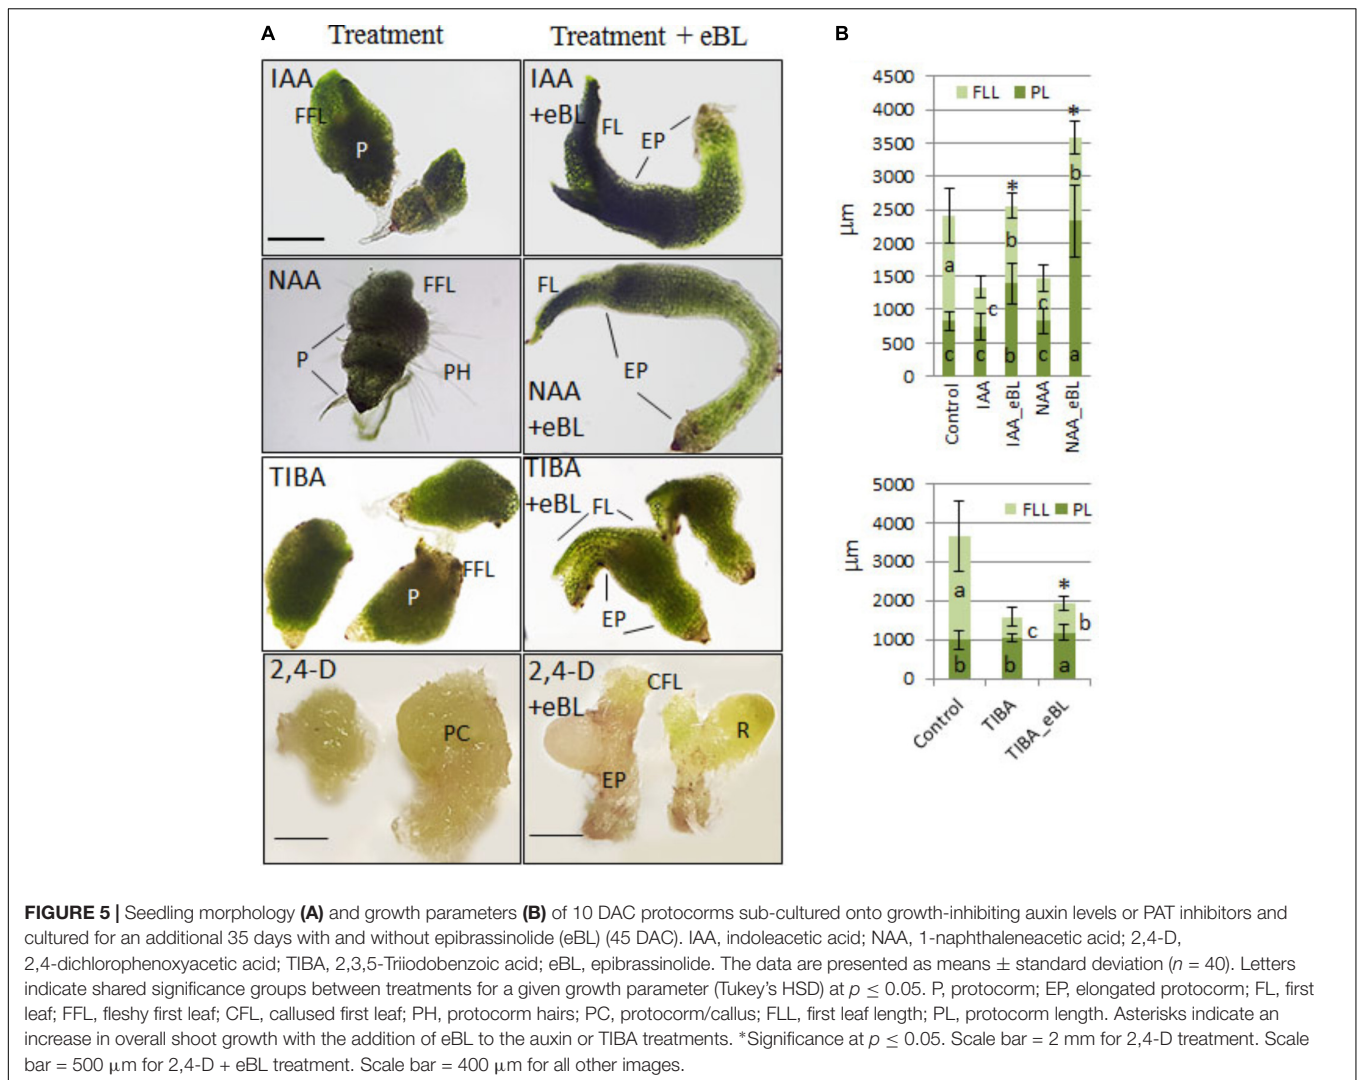 A
Treatment
Treatment + eBL
B
IAA
FFL
P
IAA
+eBL
FL
EP
NAA
FFL
P
PH
FL
EP
NAA
+eBL
TIBA
FFL
P
TIBA
+eBL
FL
EP
2,4-D
PC
2,4-D
+eBL
CFL
R
EP
4500
4000
3500
3000
2500
2000
1500
1000
500
0
µm
FLL PL
a
c
c
c
*
b
b
c
c
*
b
a
Control
IAA
IAA_eBL
NAA
NAA_eBL
5000
4000
3000
2000
1000
0
µm
FLL PL
a
b
c
b
*
b
a
Control
TIBA
TIBA_eBL
FIGURE 5 | Seedling morphology (A) and growth parameters (B) of 10 DAC protocorms sub-cultured onto growth-inhibiting auxin levels or PAT inhibitors and
cultured for an additional 35 days with and without epibrassinolide (eBL) (45 DAC). IAA, indoleacetic acid; NAA, 1-naphthaleneacetic acid; 2,4-D,
2,4-dichlorophenoxyacetic acid; TIBA, 2,3,5-Triiodobenzoic acid; eBL, epibrassinolide. The data are presented as means ± standard deviation (n = 40). Letters
indicate shared significance groups between treatments for a given growth parameter (Tukey's HSD) at p ≤ 0.05. P, protocorm; EP, elongated protocorm; FL, first
leaf; FFL, fleshy first leaf; CFL, callused first leaf; PH, protocorm hairs; PC, protocorm/callus; FLL, first leaf length; PL, protocorm length. Asterisks indicate an
increase in overall shoot growth with the addition of eBL to the auxin or TIBA treatments. *Significance at p ≤ 0.05. Scale bar = 2 mm for 2,4-D treatment. Scale
bar = 500 µm for 2,4-D + eBL treatment. Scale bar = 400 µm for all other images.